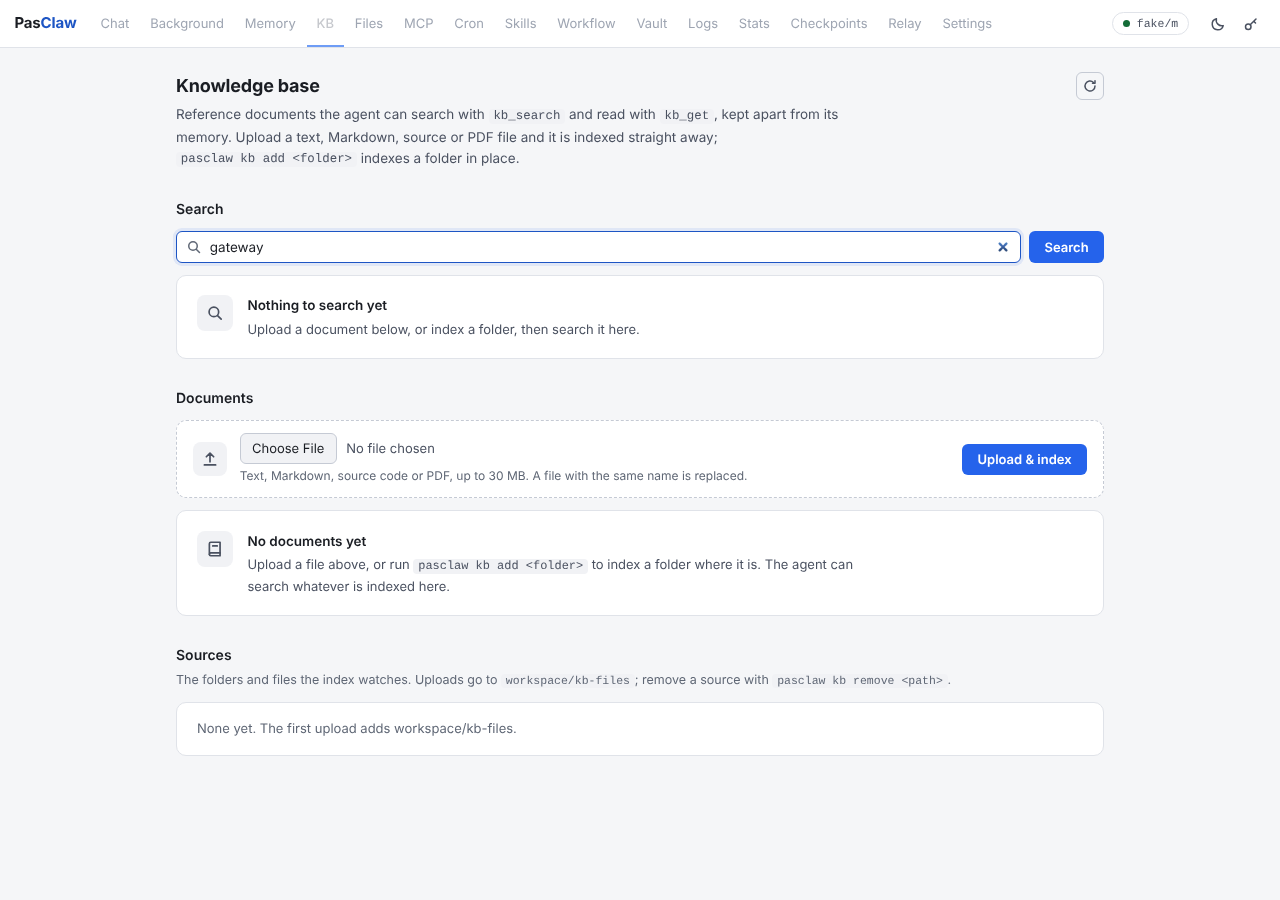 PasClaw Chat Background Memory KB Files MCP Cron Skills Workflow Vault Logs Stats Checkpoints Relay Settings fake/m
Knowledge base
Reference documents the agent can search with kb_search and read with kb_get , kept apart from its
memory. Upload a text, Markdown, source or PDF file and it is indexed straight away;
pasclaw kb add <folder> indexes a folder in place.
Search
gateway Search
Nothing to search yet
Upload a document below, or index a folder, then search it here.
Documents
Choose File No file chosen
Upload & index
Text, Markdown, source code or PDF, up to 30 MB. A file with the same name is replaced.
No documents yet
Upload a file above, or run pasclaw kb add <folder> to index a folder where it is. The agent can
search whatever is indexed here.
Sources
The folders and files the index watches. Uploads go to workspace/kb-files ; remove a source with pasclaw kb remove <path> .
None yet. The first upload adds workspace/kb-files.